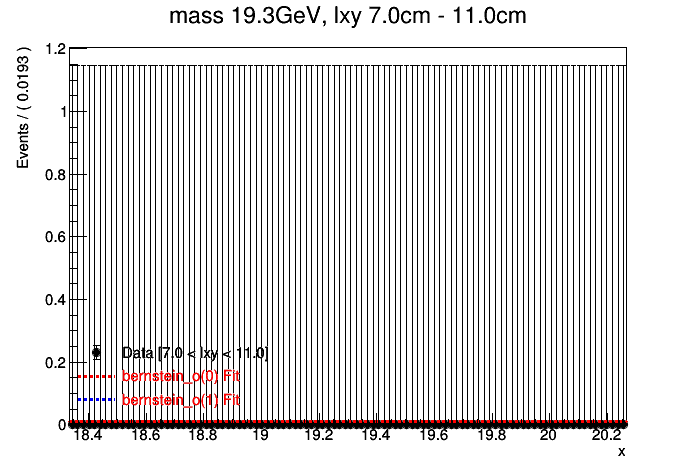 mass 19.3GeV, lxy 7.0cm - 11.0cm
Events / ( 0.0193 )
1.2
1
0.8
0.6
0.4
0.2
0
Data [7.0 < lxy < 11.0]
bernstein_o(0) Fit
bernstein_o(1) Fit
18.4 18.6 18.8 19 19.2 19.4 19.6 19.8 20 20.2
x